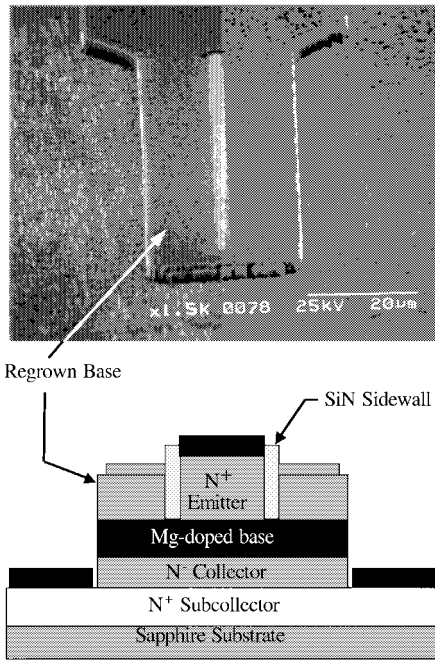 x1.5k 0078 25kV 20µm
Regrown Base
SiN Sidewall
N+
Emitter
Mg-doped base
N- Collector
N+ Subcollector
Sapphire Substrate